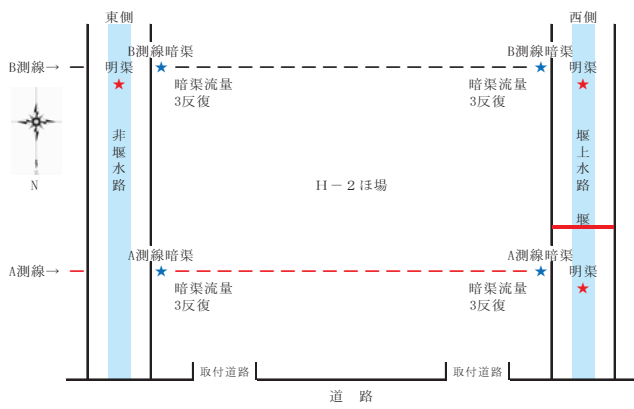 東側
西側
B測線暗渠
B測線暗渠
B測線→
明渠
明渠
暗渠流量
3反復
暗渠流量
3反復
非堰水路
堰上水路
N
H－2ほ場
堰
A測線暗渠
A測線暗渠
A測線→
明渠
暗渠流量
3反復
暗渠流量
3反復
取付道路
取付道路
道　路